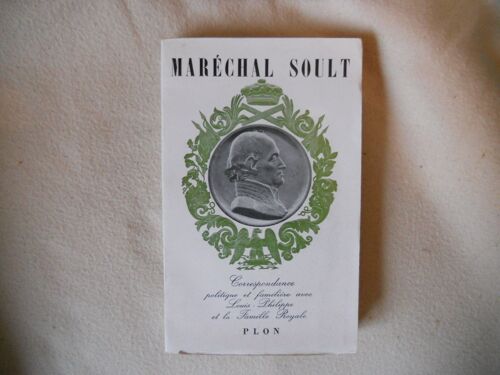 MARÉCHAL SOULT
Correspondance
politique et familière avec
Louis-Philippe
et la Famille Royale
PLON